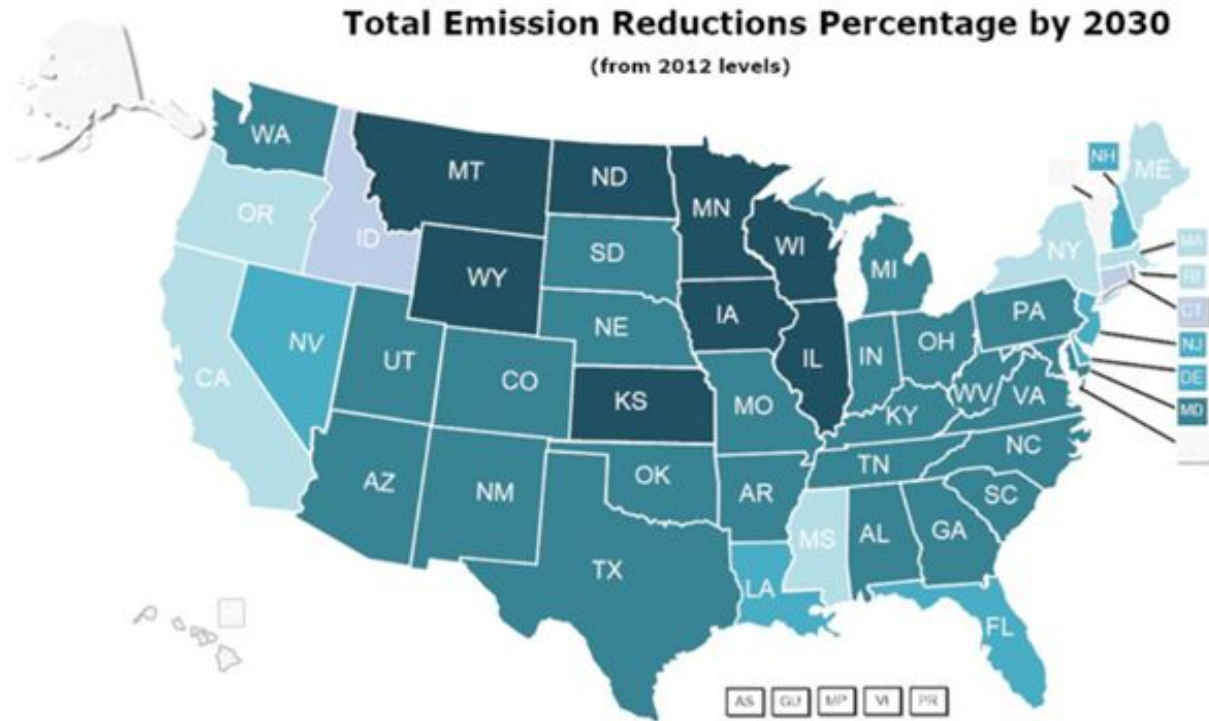 Total Emission Reductions Percentage by 2030
(from 2012 levels)
WA
MT
ND
MN
NH
ME
OR
ID
WI
NY
MA
SD
MI
RI
WY
CT
IA
PA
NE
NJ
NV
OH
UT
IL
IN
DE
CO
CA
KS
MO
WV
VA
MD
KY
NC
TN
AZ
OK
NM
AR
SC
MS
AL
GA
TX
LA
FL
AS
GU
MP
VI
PR